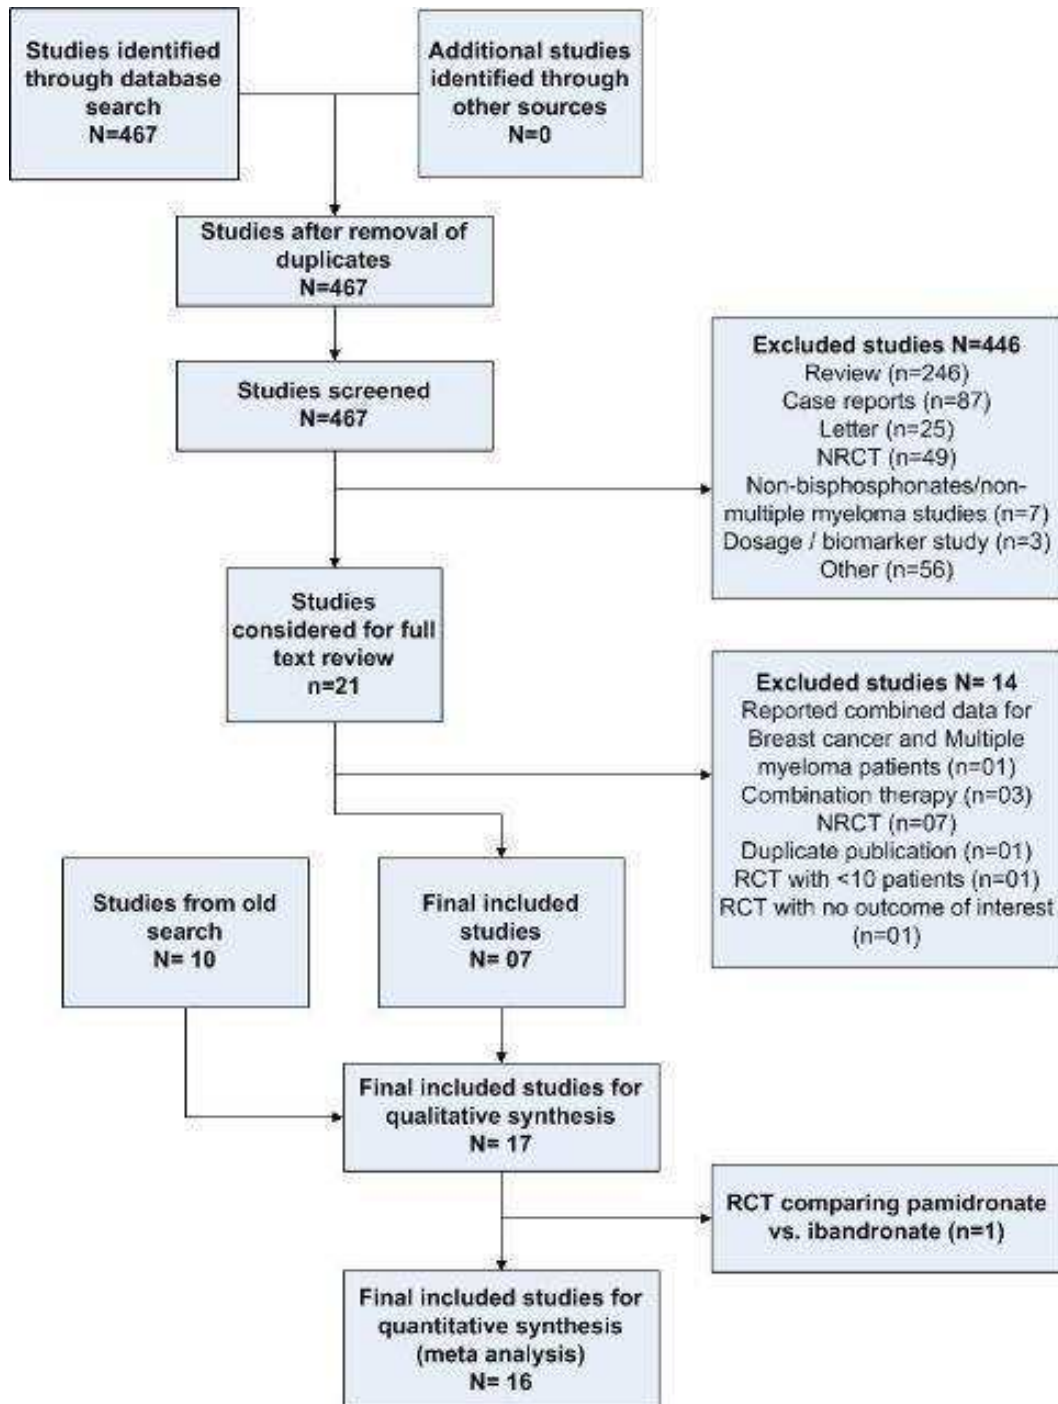 Studies identified
through database
search
N=467
Additional studies
identified through
other sources
N=0
Studies after removal of
duplicates
N=467
Studies screened
N=467
Excluded studies N=446
Review (n=246)
Case reports (n=87)
Letter (n=25)
NRCT (n=49)
Non-bisphosphonates/non-
multiple myeloma studies (n=7)
Dosage / biomarker study (n=3)
Other (n=56)
Studies
considered for full
text review
n=21
Excluded studies N= 14
Reported combined data for
Breast cancer and Multiple
myeloma patients (n=01)
Combination therapy (n=03)
NRCT (n=07)
Duplicate publication (n=01)
RCT with <10 patients (n=01)
RCT with no outcome of interest
(n=01)
Studies from old
search
N= 10
Final included
studies
N= 07
Final included studies for
qualitative synthesis
N= 17
RCT comparing pamidronate
vs. ibandronate (n=1)
Final included studies for
quantitative synthesis
(meta analysis)
N= 16